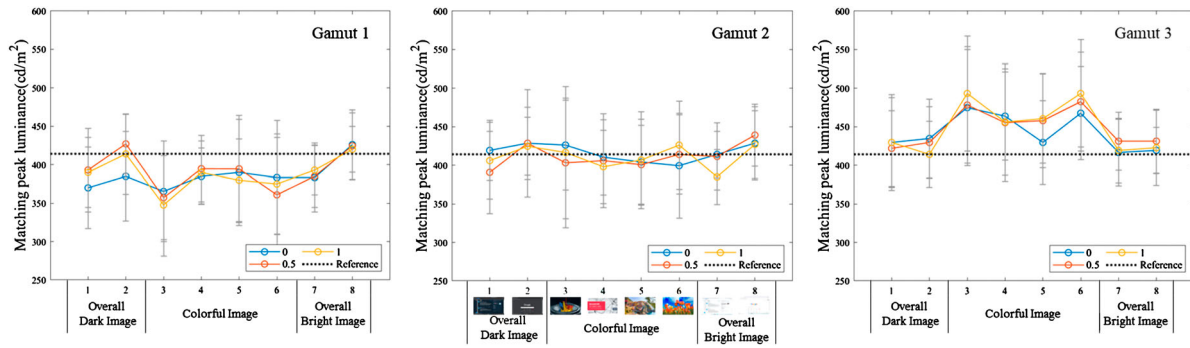 Gamut 1
Matching peak luminance(cd/m²)
600
550
500
450
400
350
300
250
0
1
0.5
Reference
1 2 3 4 5 6 7 8
Overall
Dark Image
Colorful Image
Overall
Bright Image
Gamut 2
Matching peak luminance(cd/m²)
600
550
500
450
400
350
300
250
0
1
0.5
Reference
1 2 3 4 5 6 7 8
Overall
Dark Image
Colorful Image
Overall
Bright Image
Gamut 3
Matching peak luminance(cd/m²)
600
550
500
450
400
350
300
250
0
1
0.5
Reference
1 2 3 4 5 6 7 8
Overall
Dark Image
Colorful Image
Overall
Bright Image